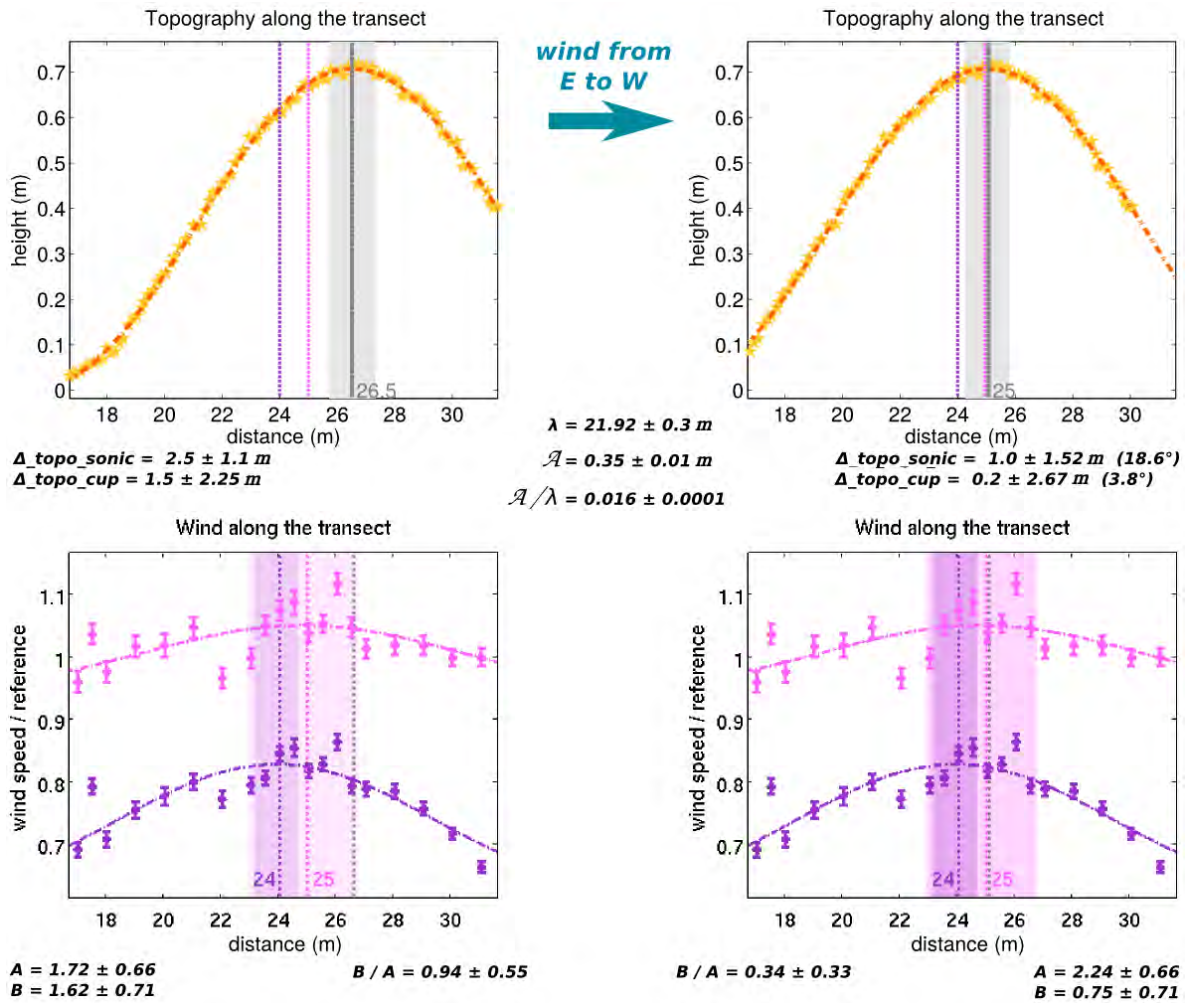 Topography along the transect
height (m)
0.7
0.6
0.5
0.4
0.3
0.2
0.1
0
26.5
18 20 22 24 26 28 30
distance (m)
Δ_topo_sonic = 2.5 ± 1.1 m
Δ_topo_cup = 1.5 ± 2.25 m
wind from
E to W
λ = 21.92 ± 0.3 m
𝒜 = 0.35 ± 0.01 m
𝒜/λ = 0.016 ± 0.0001
Topography along the transect
height (m)
0.7
0.6
0.5
0.4
0.3
0.2
0.1
0
25
18 20 22 24 26 28 30
distance (m)
Δ_topo_sonic = 1.0 ± 1.52 m (18.6°)
Δ_topo_cup = 0.2 ± 2.67 m (3.8°)
Wind along the transect
wind speed / reference
1.1
1
0.9
0.8
0.7
24 25
18 20 22 24 26 28 30
distance (m)
A = 1.72 ± 0.66
B = 1.62 ± 0.71
B / A = 0.94 ± 0.55
Wind along the transect
wind speed / reference
1.1
1
0.9
0.8
0.7
24 25
18 20 22 24 26 28 30
distance (m)
B / A = 0.34 ± 0.33
A = 2.24 ± 0.66
B = 0.75 ± 0.71